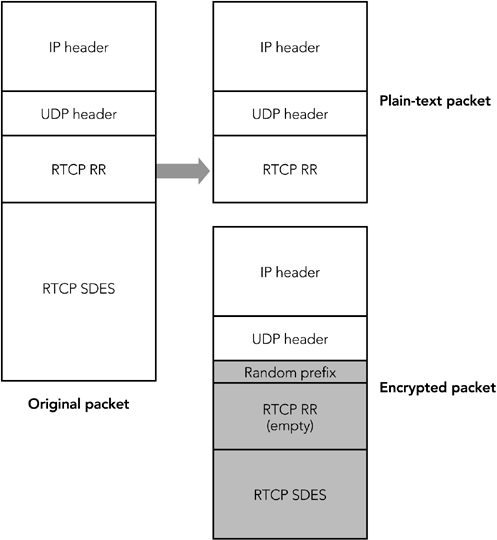 IP header
UDP header
RTCP RR
RTCP SDES
Original packet
IP header
UDP header
RTCP RR
Plain-text packet
IP header
UDP header
Random prefix
RTCP RR
(empty)
RTCP SDES
Encrypted packet